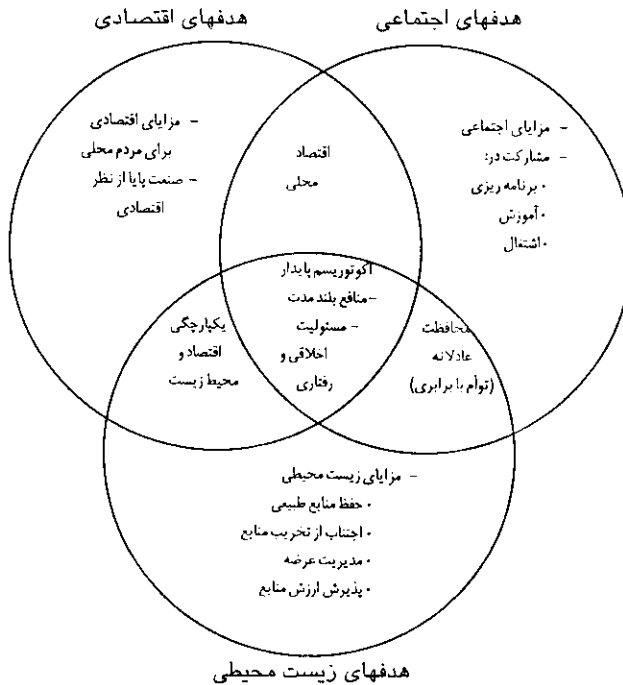 هدفهای اجتماعی
هدفهای اقتصادی
- مزایای اجتماعی
- مشارکت در:
• برنامه ریزی
• آموزش
• اشتغال
اقتصاد
محلی
- مزایای اقتصادی
برای مردم محلی
- صنعت پایا از نظر
اقتصادی
محافظت
عادلانه
(توأم با برابری)
اکوتوریسم پایدار
- منافع بلند مدت
- مسئولیت
اخلاقی و
رفتاری
یکپارچگی
اقتصاد و
محیط زیست
- مزایای زیست محیطی
• حفظ منابع طبیعی
• اجتناب از تخریب منابع
• مدیریت عرضه
• پذیرش ارزش منابع
هدفهای زیست محیطی